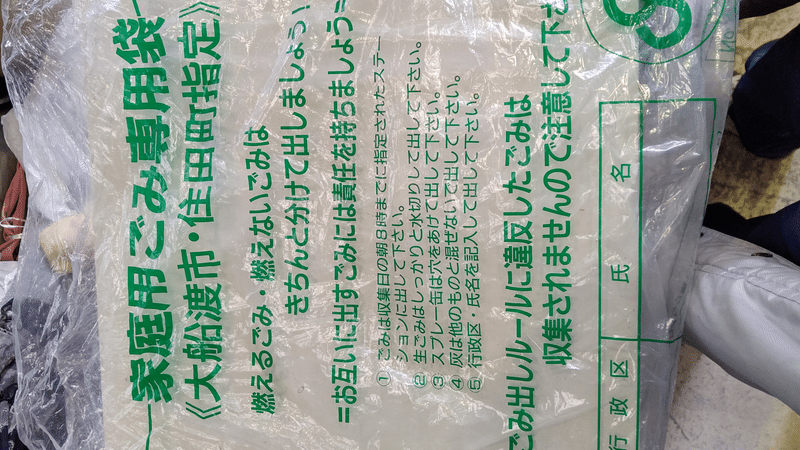 家庭用ごみ専用袋
《大船渡市・住田町指定》
燃えるごみ・燃えないごみは
きちんと分けて出しましょう!
=お互いに出すごみには責任を持ちましょう=
① ごみは収集日の朝8時までに指定されたステー
ションに出して下さい。
② 生ごみはしっかりと水切りして出して下さい。
③ スプレー缶は穴をあけて出して下さい。
④ 灰は他のものと混ぜないで出して下さい。
⑤ 行政区・氏名を記入して出して下さい。
ごみ出しルールに違反したごみは
収集されませんので注意して下さ
行政区
氏名